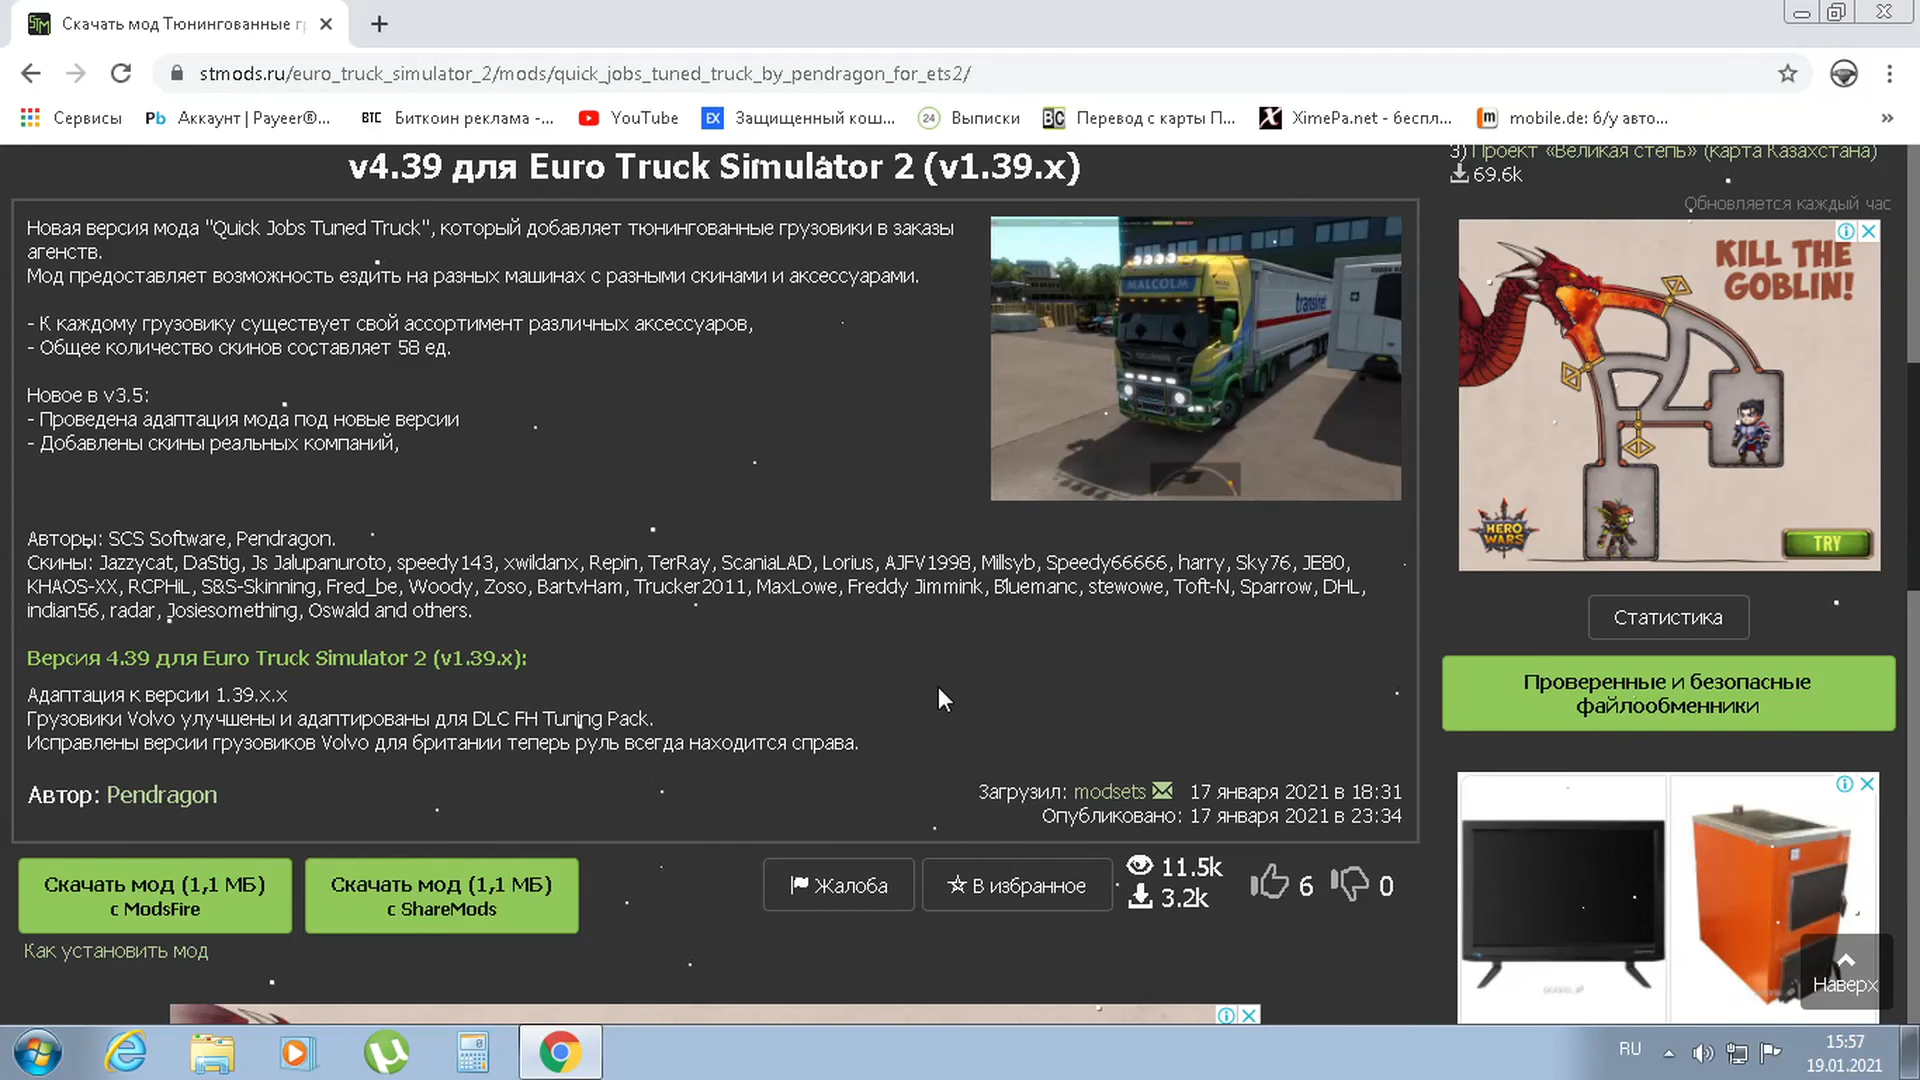 Скачать мод Тюнингованные гр
stmods.ru/euro_truck_simulator_2/mods/quick_jobs_tuned_truck_by_pendragon_for_ets2/
Сервисы
Pb Аккаунт | Payeer®...
BTC Биткоин реклама -...
YouTube
EX Защищенный кош...
24 Выписки
BC Перевод с карты П...
XimePa.net - беспл...
m mobile.de: б/у авто...
»
v4.39 для Euro Truck Simulator 2 (v1.39.x)
3) Проект «Великая степь» (карта Казахстана)
69.6k
Обновляется каждый час
Новая версия мода "Quick Jobs Tuned Truck", который добавляет тюнингованные грузовики в заказы
агенств.
Мод предоставляет возможность ездить на разных машинах с разными скинами и аксессуарами.
- К каждому грузовику существует свой ассортимент различных аксессуаров,
- Общее количество скинов составляет 58 ед.
Новое в v3.5:
- Проведена адаптация мода под новые версии
- Добавлены скины реальных компаний,
MALCOLM
KILL THE
GOBLIN!
HERO
WARS
TRY
Авторы: SCS Software, Pendragon.
Скины: Jazzycat, DaStig, Js Jalupanuroto, speedy143, xwildanx, Repin, TerRay, ScaniaLAD, Lorius, AJFV1998, Millsyb, Speedy66666, harry, Sky76, JE80,
KHAOS-XX, RCPHiL, S&S-Skinning, Fred_be, Woody, Zoso, BartvHam, Trucker2011, MaxLowe, Freddy Jimmink, Bluemanc, stewowe, Toft-N, Sparrow, DHL,
indian56, radar, Josiesomething, Oswald and others.
Версия 4.39 для Euro Truck Simulator 2 (v1.39.x):
Адаптация к версии 1.39.x.x
Грузовики Volvo улучшены и адаптированы для DLC FH Tuning Pack.
Исправлены версии грузовиков Volvo для британии теперь руль всегда находится справа.
Автор: Pendragon
Загрузил: modsets 17 января 2021 в 18:31
Опубликовано: 17 января 2021 в 23:34
Статистика
Проверенные и безопасные
файлообменники
Скачать мод (1,1 МБ)
с ModsFire
Скачать мод (1,1 МБ)
с ShareMods
Жалоба
В избранное
11.5k
3.2k
6
0
Как установить мод
Наверх
RU
15:57
19.01.2021